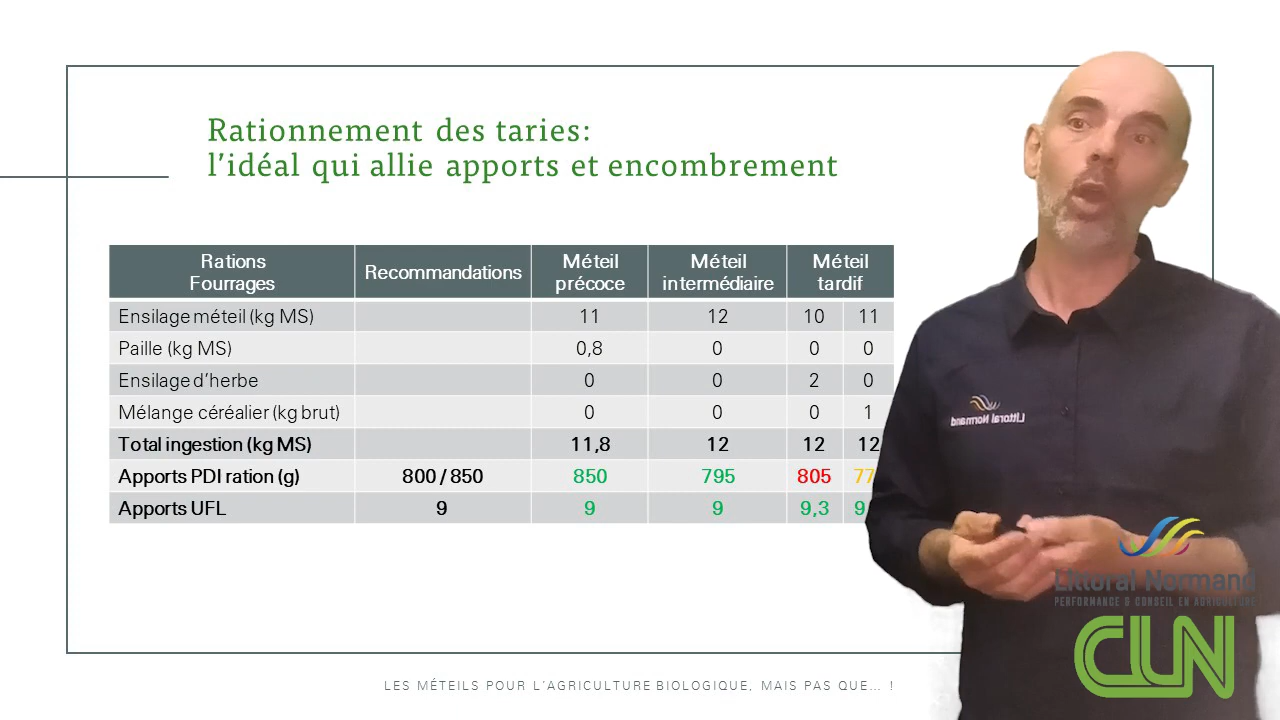 Rationnement des taries:
l'idéal qui allie apports et encombrement
Rations Fourrages Recommandations Méteil précoce Méteil intermédiaire Méteil tardif
Ensilage méteil (kg MS) 11 12 10 11
Paille (kg MS) 0,8 0 0 0
Ensilage d'herbe 0 0 2 0
Mélange céréalier (kg brut) 0 0 0 1
Total ingestion (kg MS) 11,8 12 12 12
Apports PDI ration (g) 800 / 850 850 795 805
Apports UFL 9 9 9 9,3
Littoral Normand
Littoral Normand
PERFORMANCE & CONSEIL EN AGRICULTURE
CLN
LES MÉTEILS POUR L'AGRICULTURE BIOLOGIQUE, MAIS PAS QUE... !